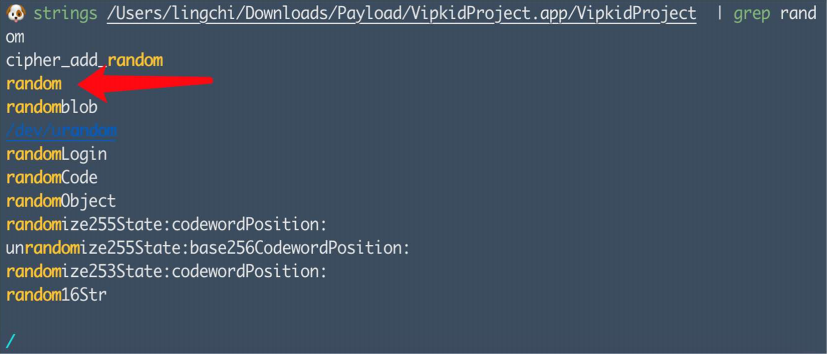 strings /Users/lingchi/Downloads/Payload/VipkidProject.app/VipkidProject | grep rand
om
cipher_add_random
random
randomblob
/dev/urandom
randomLogin
randomCode
randomObject
randomize255State:codewordPosition:
unrandomize255State:base256CodewordPosition:
randomize253State:codewordPosition:
random16Str
/